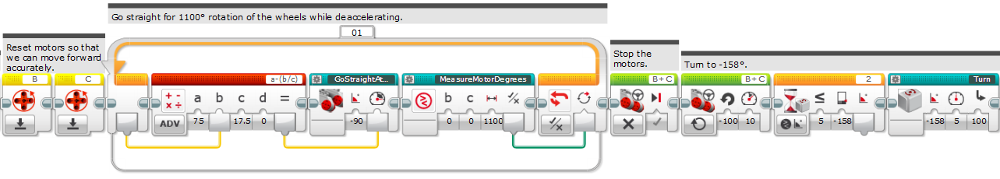 Go straight for 1100° rotation of the wheels while deaccelerating.
01
Reset motors so that
we can move forward
accurately.
Stop the
motors.
Turn to -158°.
B
C
a-(b/c)
GoStraightAt...
MeasureMotorDegrees
B+C
B+C
2
Turn
a b c d =
b c
≤
ADV
75 17.5 0
-90
0 0 1100
-100 10
5 -158
-158 5 100